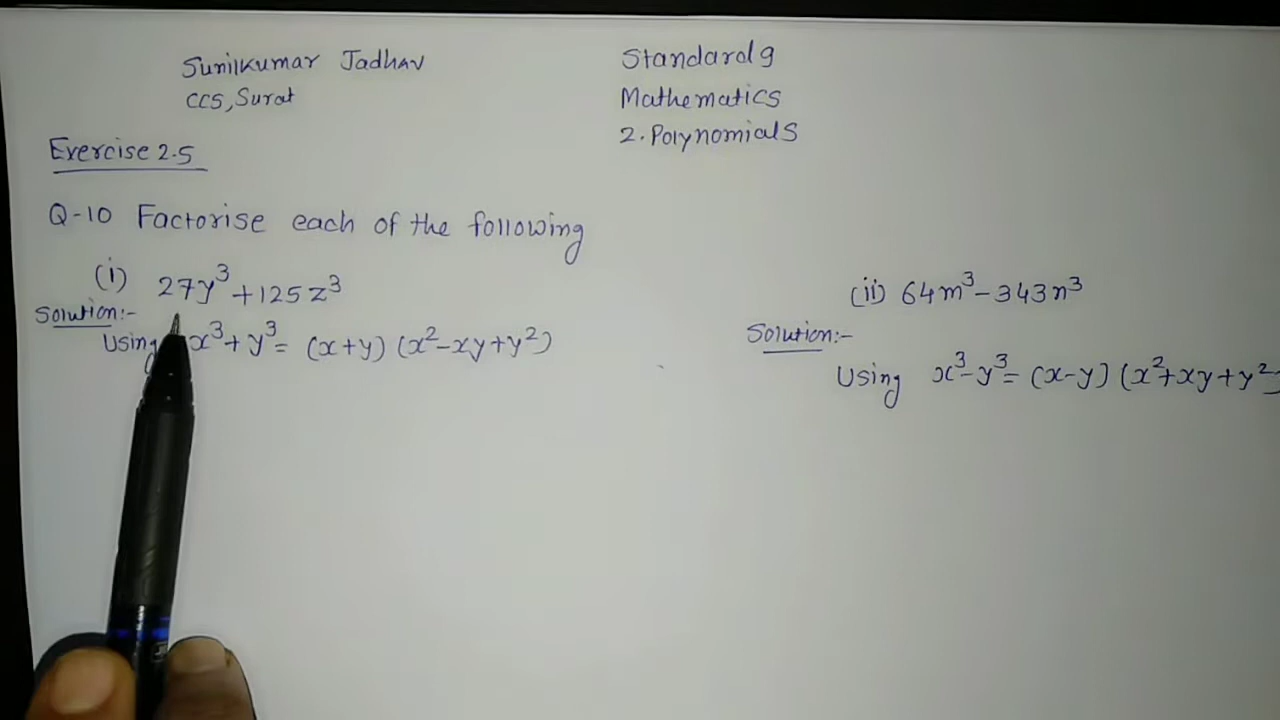 Sunilkumar Jadhav
CCS, Surat
Standard 9
Mathematics
2. Polynomials
Exercise 2.5
Q-10 Factorise each of the following
(i) 27y³ + 125z³
Solution:-
Using x³ + y³ = (x+y) (x² - xy + y²)
(ii) 64m³ - 343n³
Solution:-
Using x³ - y³ = (x-y) (x² + xy + y²)